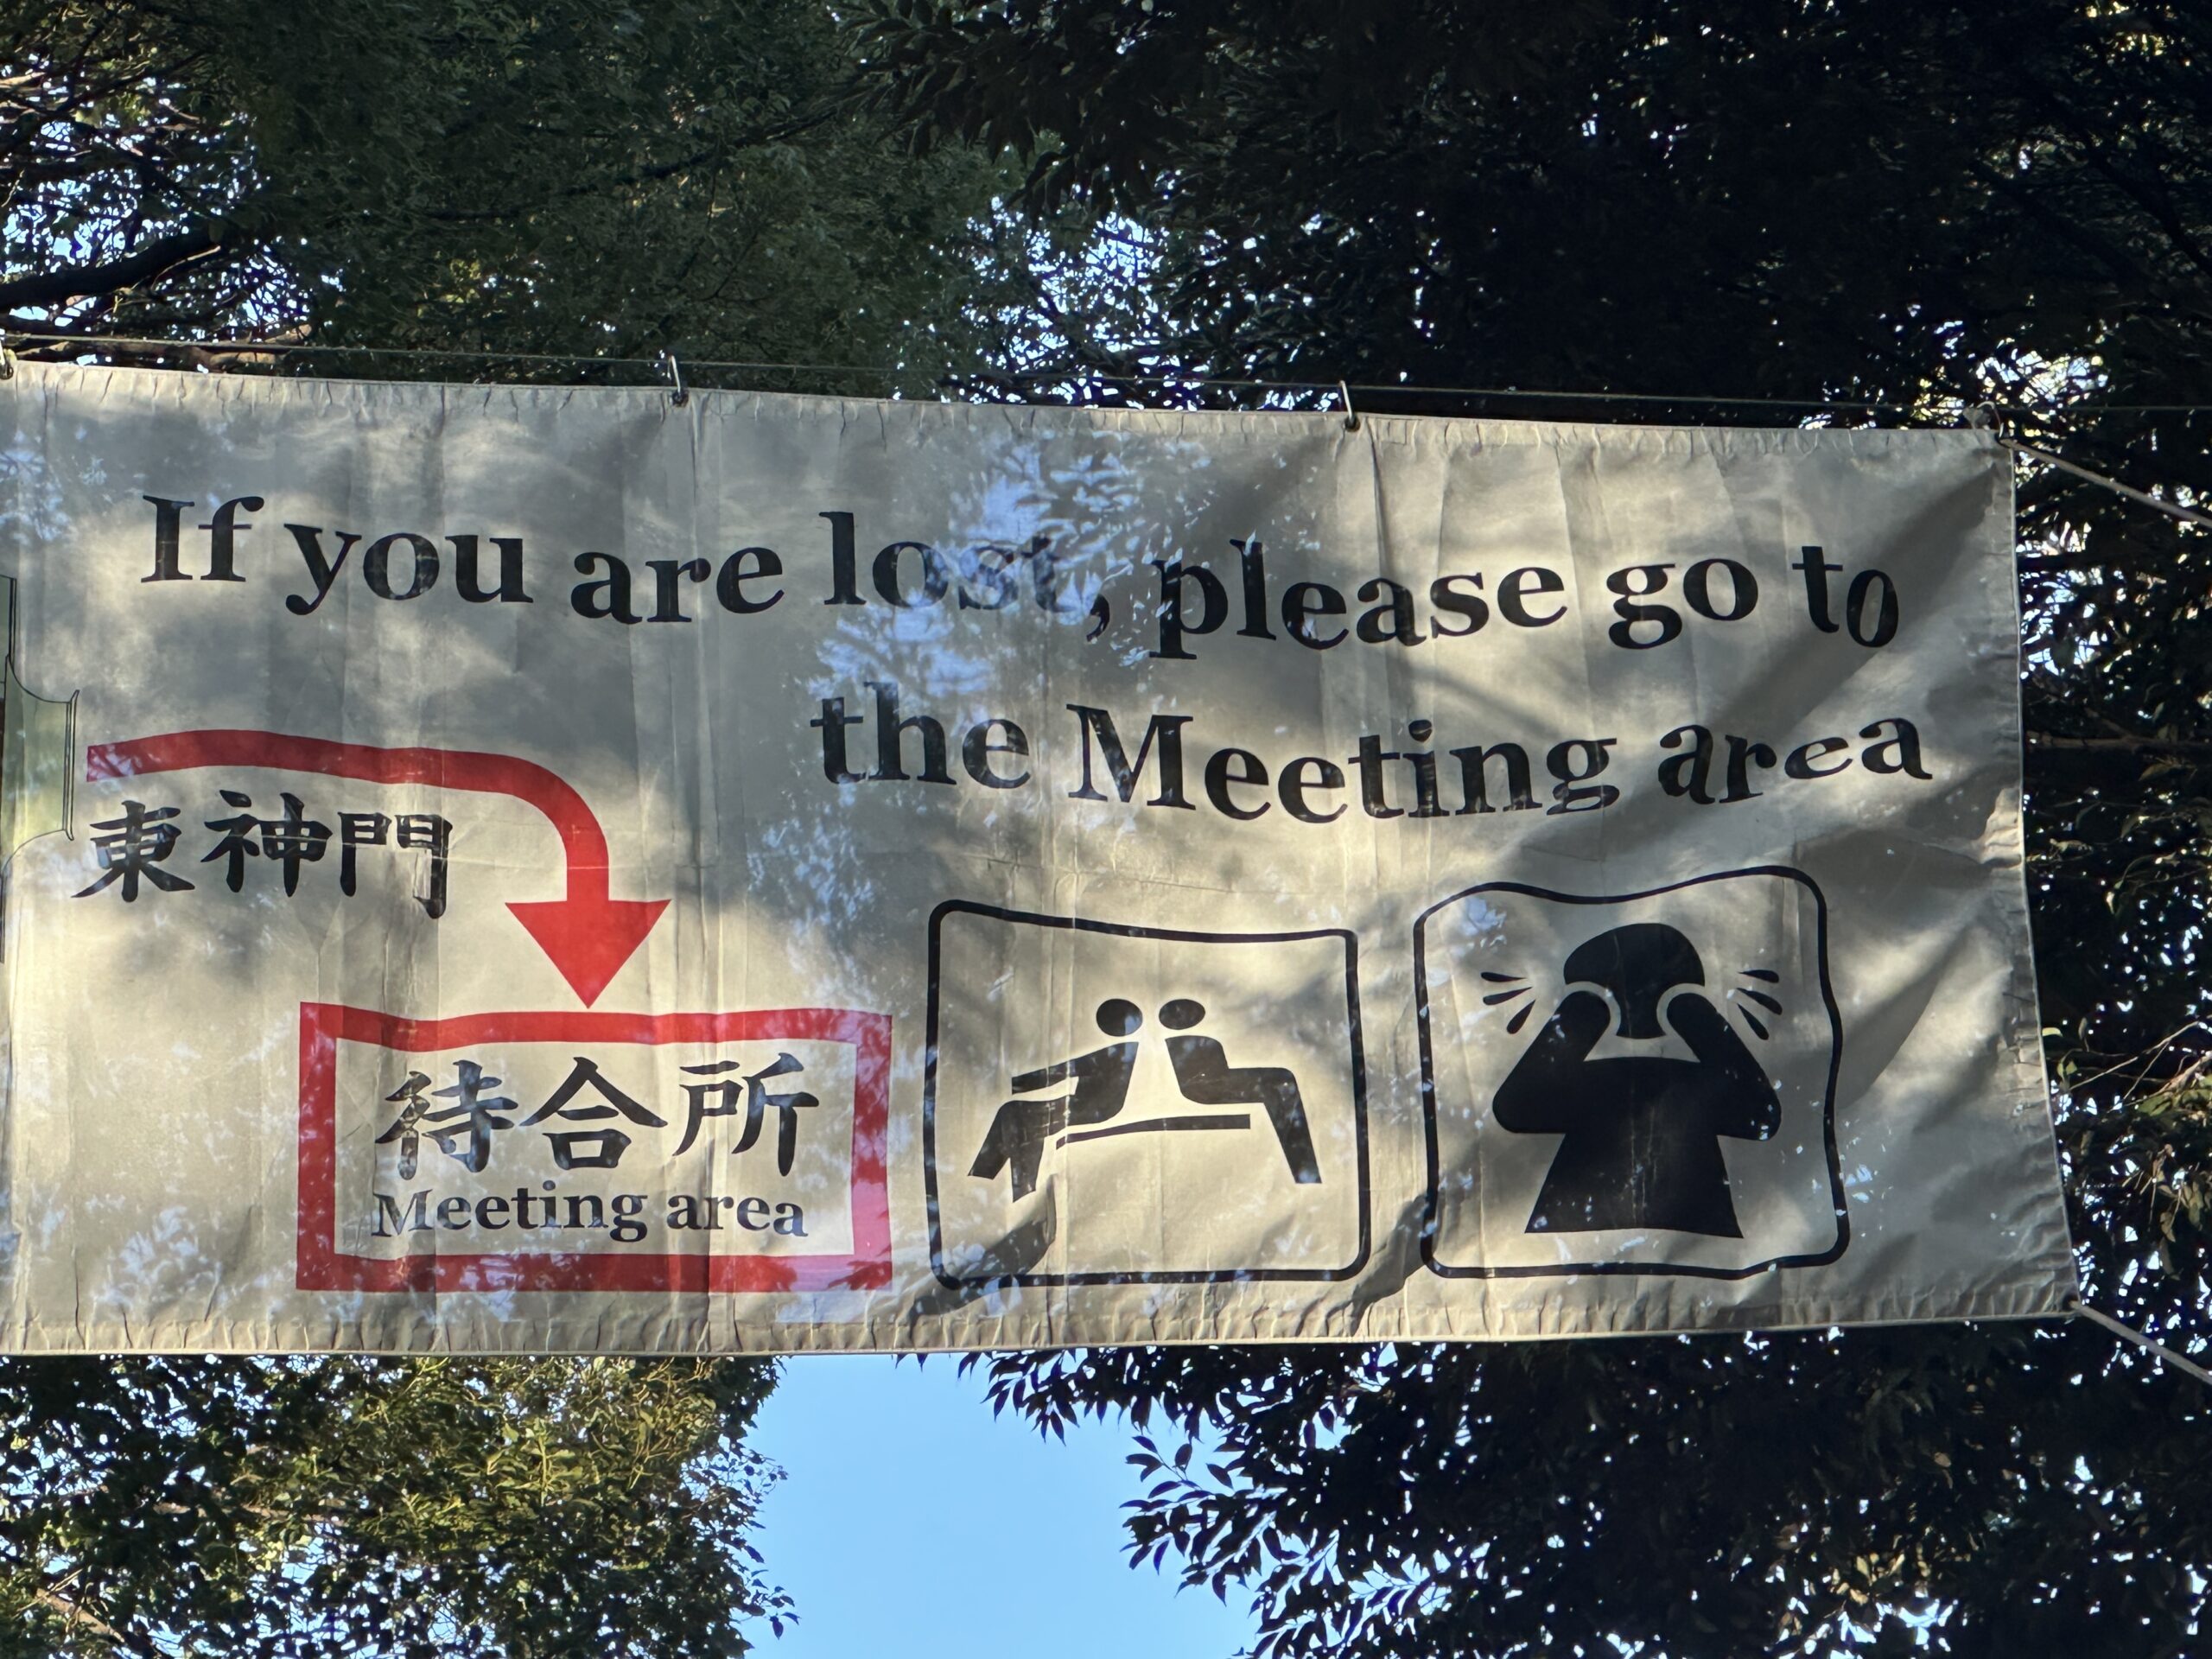 If you are lost, please go to
the Meeting area
東神門
待合所
Meeting area